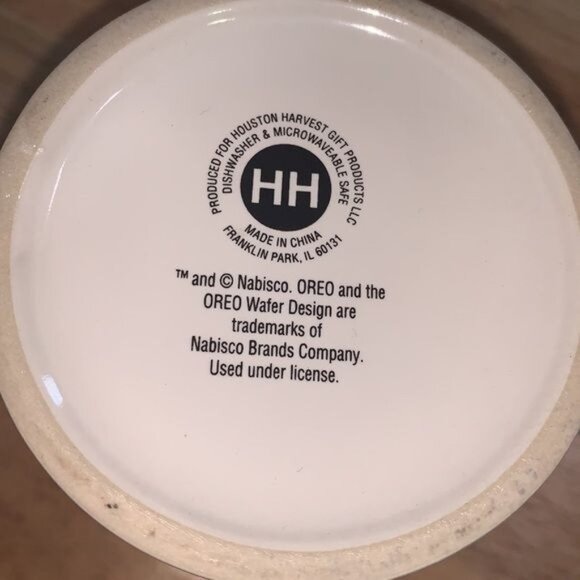 PRODUCED FOR HOUSTON HARVEST GIFT PRODUCTS LLC
DISHWASHER & MICROWAVEABLE SAFE
HH
MADE IN CHINA
FRANKLIN PARK, IL 60131
™ and © Nabisco. OREO and the
OREO Wafer Design are
trademarks of
Nabisco Brands Company.
Used under license.